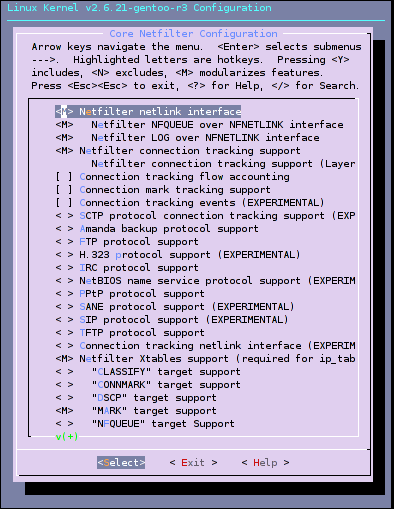 Linux Kernel v2.6.21-gentoo-r3 Configuration
Core Netfilter Configuration
Arrow keys navigate the menu.  <Enter> selects submenus
--->.  Highlighted letters are hotkeys.  Pressing <Y>
includes, <N> excludes, <M> modularizes features.
Press <Esc><Esc> to exit, <?> for Help, </> for Search.
<M> Netfilter netlink interface
<M>   Netfilter NFQUEUE over NFNETLINK interface
<M>   Netfilter LOG over NFNETLINK interface
<M> Netfilter connection tracking support
      Netfilter connection tracking support (Layer
[ ] Connection tracking flow accounting
[ ] Connection mark tracking support
[ ] Connection tracking events (EXPERIMENTAL)
< > SCTP protocol connection tracking support (EXP
< > Amanda backup protocol support
< > FTP protocol support
< > H.323 protocol support (EXPERIMENTAL)
< > IRC protocol support
< > NetBIOS name service protocol support (EXPERIM
< > PPtP protocol support
< > SANE protocol support (EXPERIMENTAL)
< > SIP protocol support (EXPERIMENTAL)
< > TFTP protocol support
< > Connection tracking netlink interface (EXPERIM
<M> Netfilter Xtables support (required for ip_tab
< >   "CLASSIFY" target support
< >   "CONNMARK" target support
< >   "DSCP" target support
<M>   "MARK" target support
< >   "NFQUEUE" target Support
v(+)
<Select>    < Exit >    < Help >